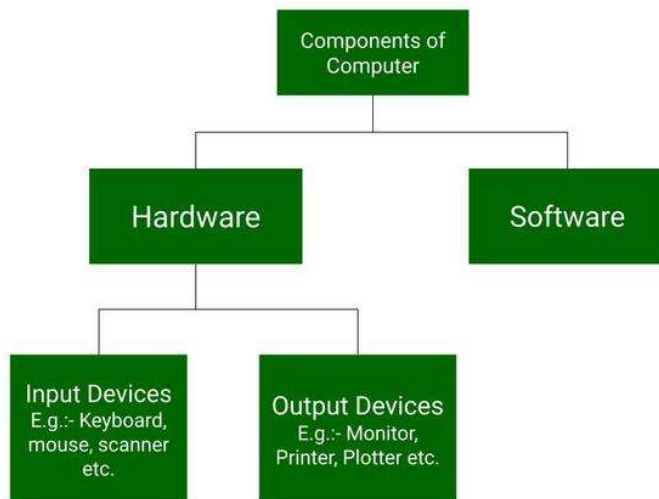 Components of
Computer
Hardware
Software
Input Devices
E.g.:- Keyboard,
mouse, scanner
etc.
Output Devices
E.g.:- Monitor,
Printer, Plotter etc.